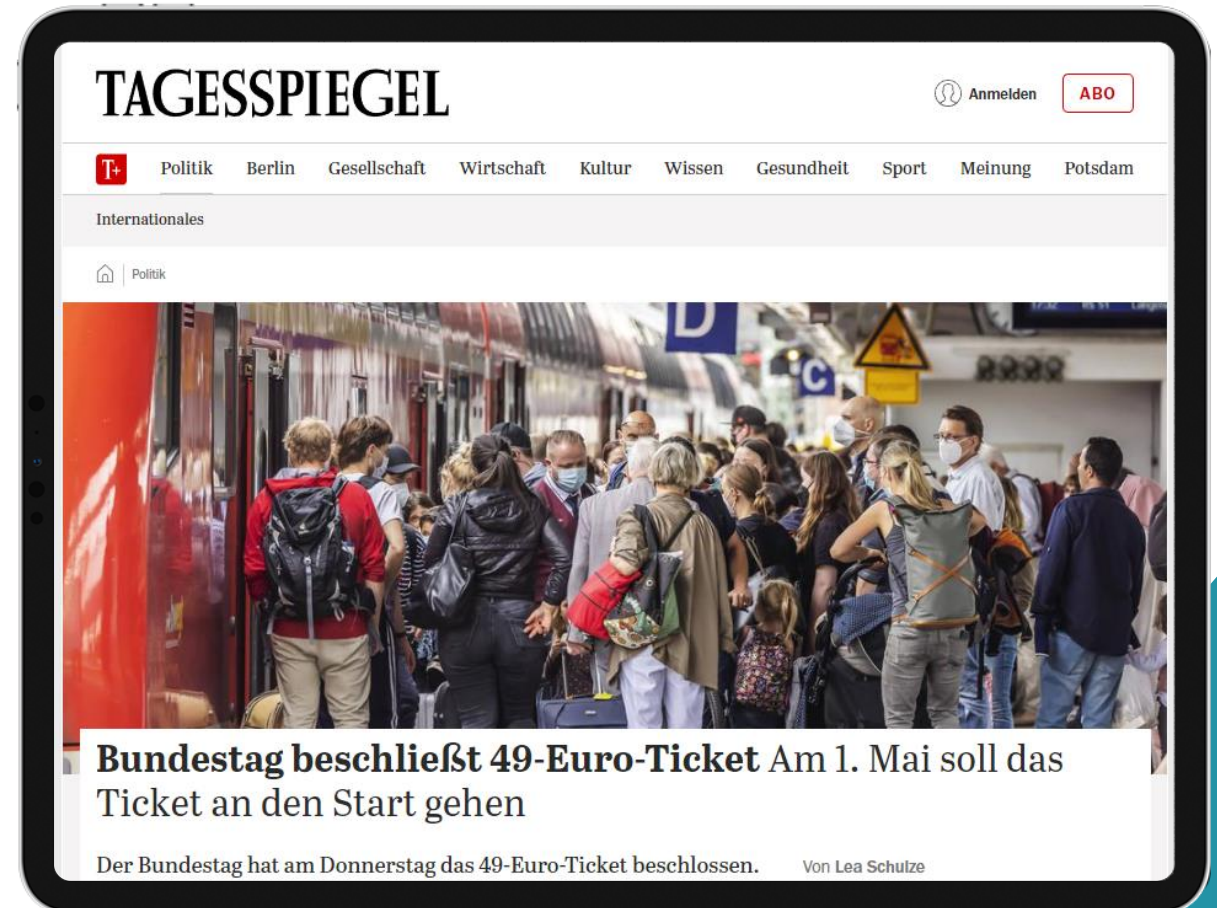 TAGESSPIEGEL
Anmelden
ABO
T+
Politik Berlin Gesellschaft Wirtschaft Kultur Wissen Gesundheit Sport Meinung Potsdam
Internationales
Politik
D
C
Bundestag beschließt 49-Euro-Ticket Am 1. Mai soll das
Ticket an den Start gehen
Der Bundestag hat am Donnerstag das 49-Euro-Ticket beschlossen.
Von Lea Schulze